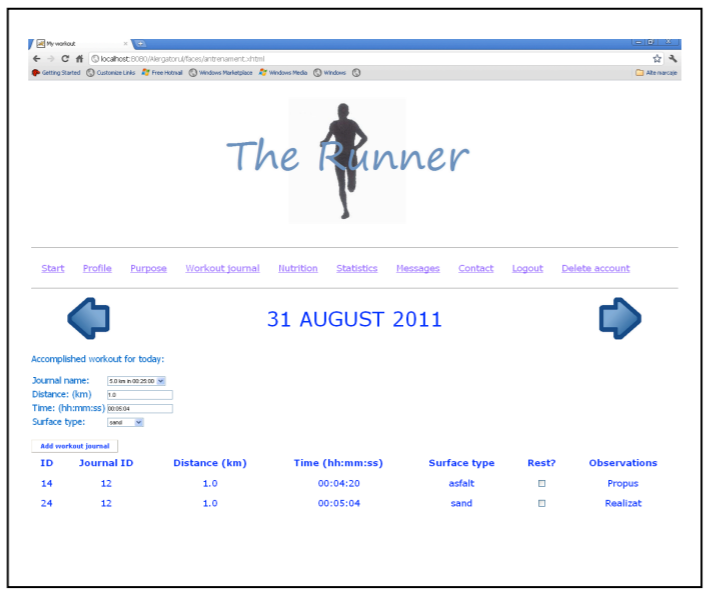 My workout
localhost:8080/Alergatorul/faces/antrenament.xhtml
Getting Started Customize Links Free Hotmail Windows Marketplace Windows Media Windows Alte marcaje
The Runner
Start Profile Purpose Workout journal Nutrition Statistics Messages Contact Logout Delete account
31 AUGUST 2011
Accomplished workout for today:
Journal name: 5.0 km in 00:25:00
Distance: (km) 1.0
Time: (hh:mm:ss) 00:05:04
Surface type: sand
Add workout journal
ID Journal ID Distance (km) Time (hh:mm:ss) Surface type Rest? Observations
14 12 1.0 00:04:20 asfalt Propus
24 12 1.0 00:05:04 sand Realizat